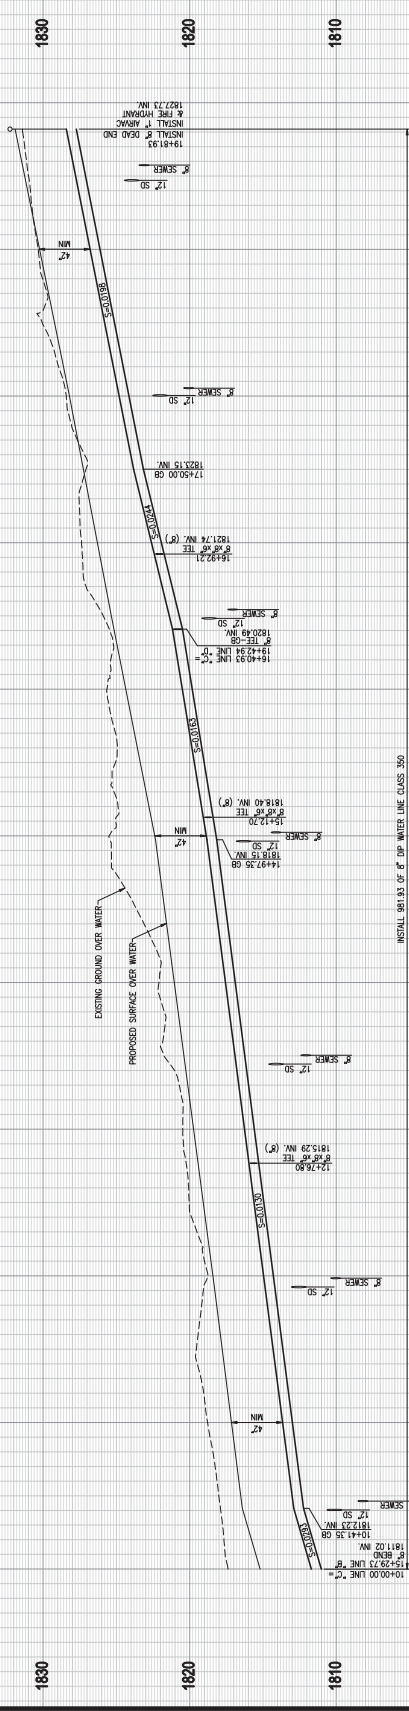 1830
1820
1810
19+81.93
INSTALL 8" DEAD END
INSTALL 1" AIRVAC
& FIRE HYDRANT
1827.73 INV.
8" SEWER
12" SD
42"
MIN
S=0.0198
8" SEWER
12" SD
17+50.00 GB
1823.15 INV.
S=0.0244
16+92.21
8"x8"x6" TEE
1821.74 INV. (8")
8" SEWER
12" SD
16+40.93 LINE "C"=
19+42.94 LINE "D"
8" TEE-GB
1820.49 INV.
S=0.0163
15+12.70
8"x8"x6" TEE
1818.40 INV. (8")
8" SEWER
12" SD
42"
MIN
14+97.35 GB
1818.15 INV.
EXISTING GROUND OVER WATER
PROPOSED SURFACE OVER WATER
INSTALL 981.93 OF 8" DIP WATER LINE CLASS 350
8" SEWER
12" SD
12+76.80
8"x8"x6" TEE
1815.29 INV. (8")
S=0.0130
8" SEWER
12" SD
42"
MIN
SEWER
12" SD
10+41.35 GB
1812.23 INV.
S=0.0293
10+00.00 LINE "C"=
15+29.73 LINE "B"
8" BEND
1811.02 INV.
1830
1820
1810